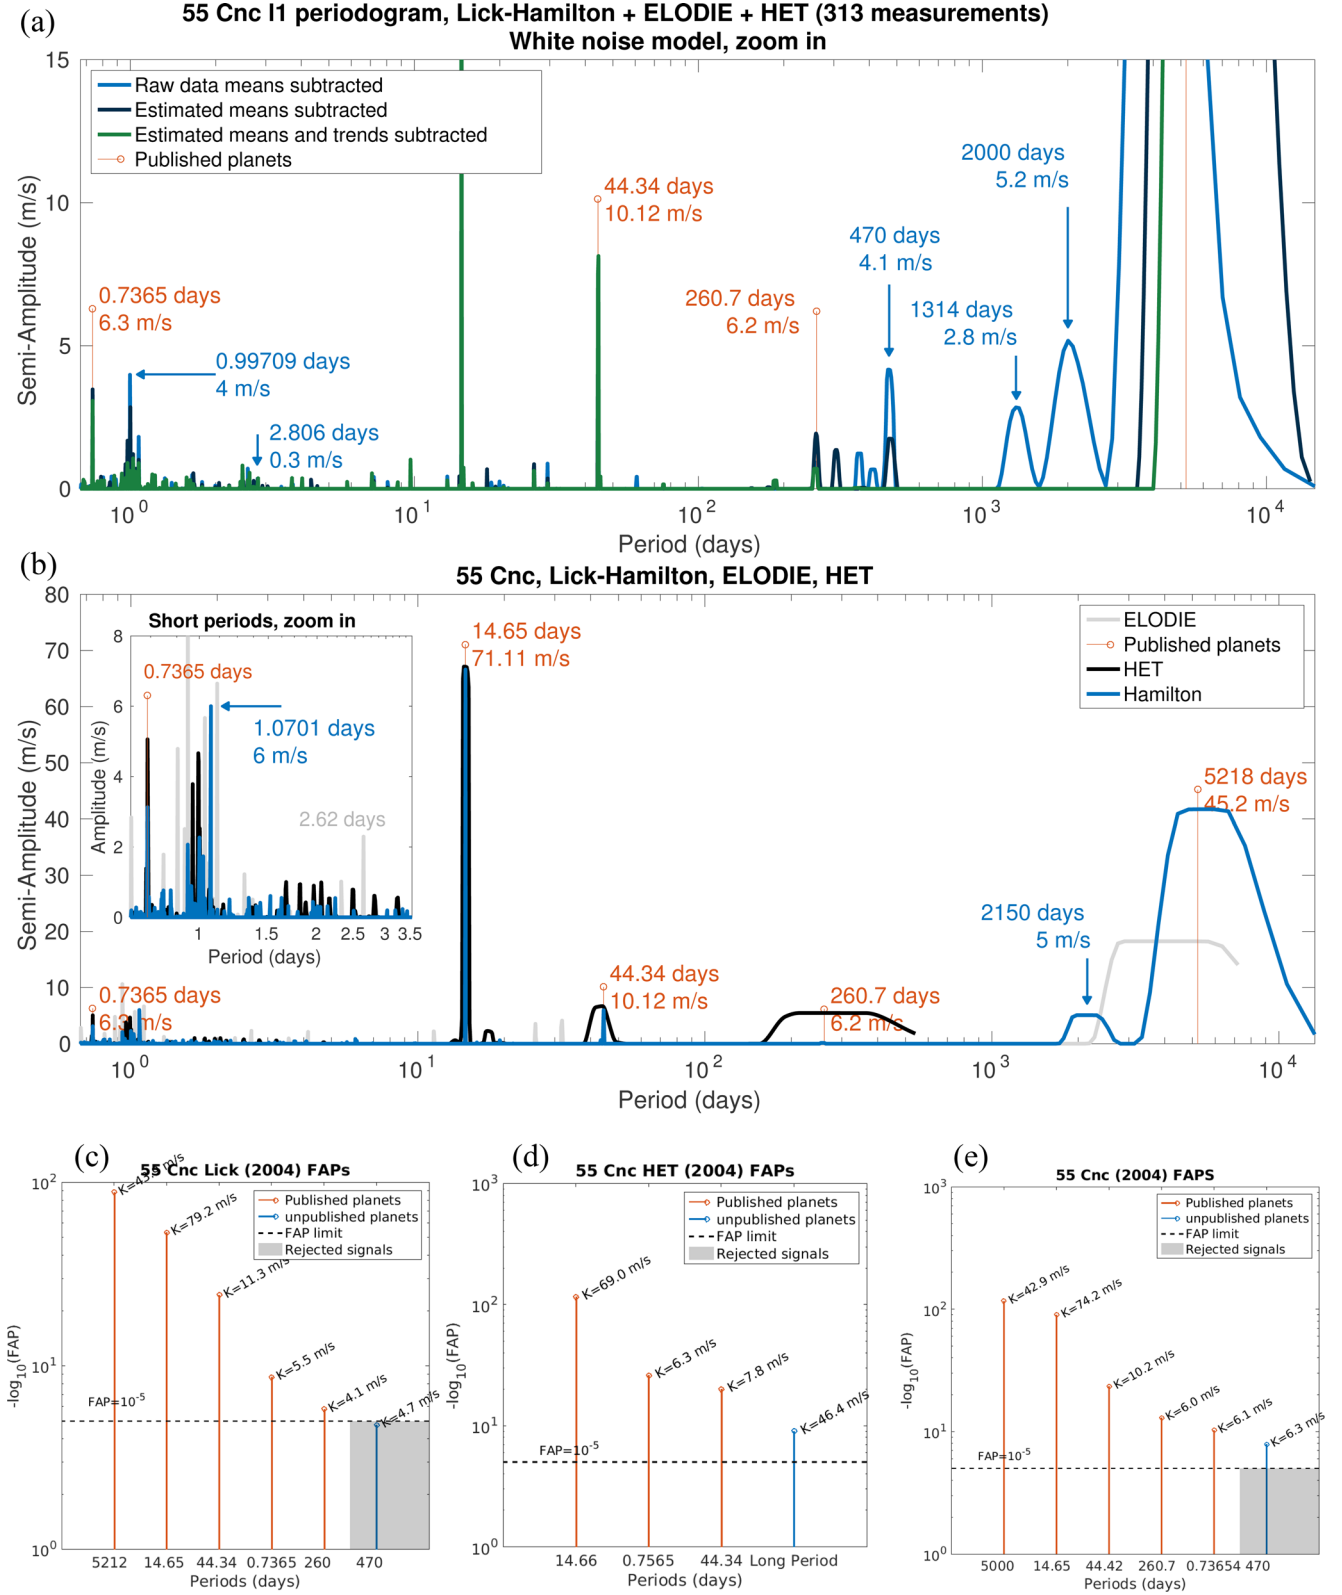 (a)
55 Cnc l1 periodogram, Lick-Hamilton + ELODIE + HET (313 measurements)
White noise model, zoom in
Raw data means subtracted
Estimated means subtracted
Estimated means and trends subtracted
Published planets
15
10
5
0
Semi-Amplitude (m/s)
0.7365 days
6.3 m/s
0.99709 days
4 m/s
2.806 days
0.3 m/s
44.34 days
10.12 m/s
260.7 days
6.2 m/s
470 days
4.1 m/s
1314 days
2.8 m/s
2000 days
5.2 m/s
10^0 10^1 10^2 10^3 10^4
Period (days)
(b)
55 Cnc, Lick-Hamilton, ELODIE, HET
ELODIE
Published planets
HET
Hamilton
80
70
60
50
40
30
20
10
0
Semi-Amplitude (m/s)
Short periods, zoom in
8
6
4
2
0
Amplitude (m/s)
0.7365 days
1.0701 days
6 m/s
2.62 days
1 1.5 2 2.5 3 3.5
Period (days)
14.65 days
71.11 m/s
0.7365 days
6.3 m/s
44.34 days
10.12 m/s
260.7 days
6.2 m/s
2150 days
5 m/s
5218 days
45.2 m/s
10^0 10^1 10^2 10^3 10^4
Period (days)
(c)
55 Cnc Lick (2004) FAPs
Published planets
unpublished planets
FAP limit
Rejected signals
10^2
10^1
10^0
-log10(FAP)
K=79.2 m/s
K=11.3 m/s
K=5.5 m/s
K=4.1 m/s
K=4.7 m/s
FAP=10^-5
5212 14.65 44.34 0.7365 260 470
Periods (days)
(d)
55 Cnc HET (2004) FAPs
Published planets
unpublished planets
FAP limit
10^3
10^2
10^1
10^0
-log10(FAP)
K=69.0 m/s
K=6.3 m/s
K=7.8 m/s
K=46.4 m/s
FAP=10^-5
14.66 0.7565 44.34 Long Period
Periods (days)
(e)
55 Cnc (2004) FAPS
Published planets
unpublished planets
FAP limit
Rejected signals
10^3
10^2
10^1
10^0
-log10(FAP)
K=42.9 m/s
K=74.2 m/s
K=10.2 m/s
K=6.0 m/s
K=6.1 m/s
K=6.3 m/s
FAP=10^-5
5000 14.65 44.42 260.7 0.73654 470
Periods (days)